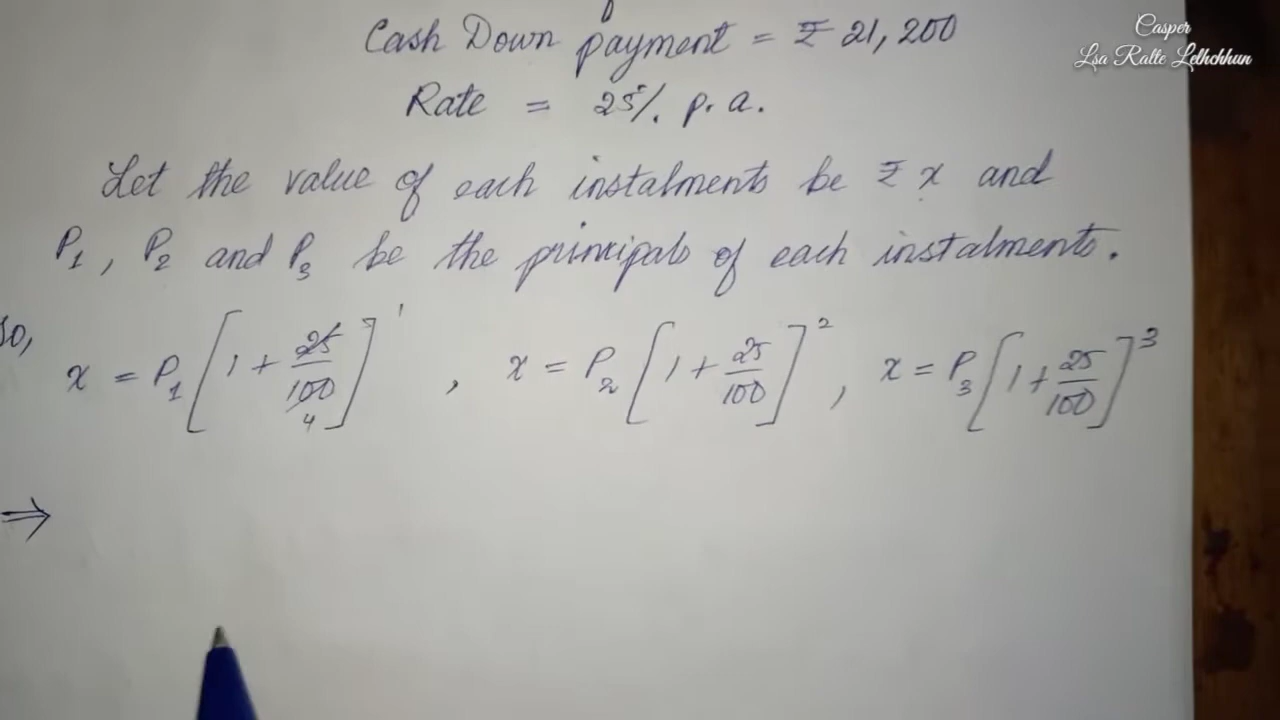 Casper
Lsa Ralte Lethchhun
Cash Down payment = ₹ 21,200
Rate = 25% p.a.
Let the value of each instalments be ₹ x and
P₁, P₂ and P₃ be the principals of each instalments.
So,
x = P₁ [1 + 25/100 4]¹ , x = P₂ [1 + 25/100]² , x = P₃ [1 + 25/100]³
⇒